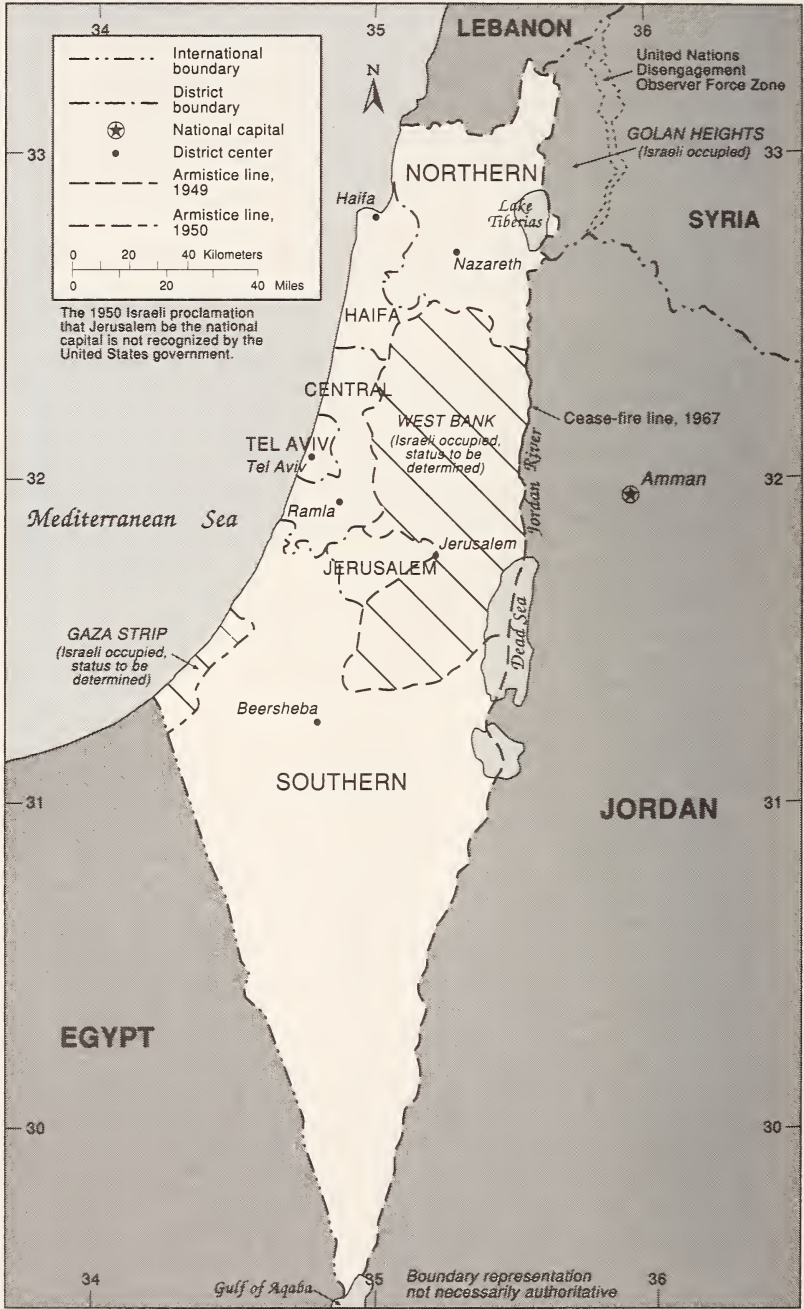 34
35
36
LEBANON
International
boundary
District
boundary
National capital
District center
Armistice line,
1949
Armistice line,
1950
0 20 40 Kilometers
0 20 40 Miles
The 1950 Israeli proclamation
that Jerusalem be the national
capital is not recognized by the
United States government.
N
United Nations
Disengagement
Observer Force Zone
GOLAN HEIGHTS
(Israeli occupied)
33
33
NORTHERN
Haifa
Lake
Tiberias
SYRIA
Nazareth
HAIFA
CENTRAL
WEST BANK
(Israeli occupied,
status to be
determined)
Cease-fire line, 1967
TEL AVIV
Tel Aviv
Jordan River
32
32
Amman
Ramla
Mediterranean Sea
Jerusalem
JERUSALEM
Dead Sea
GAZA STRIP
(Israeli occupied,
status to be
determined)
Beersheba
SOUTHERN
31
31
JORDAN
EGYPT
30
30
34
Gulf of Aqaba
35
36
Boundary representation
not necessarily authoritative